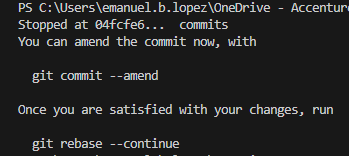 PS C:\Users\emanuel.b.lopez\OneDrive - Accenture
Stopped at 04fcfe6...  commits
You can amend the commit now, with
git commit --amend
Once you are satisfied with your changes, run
git rebase --continue